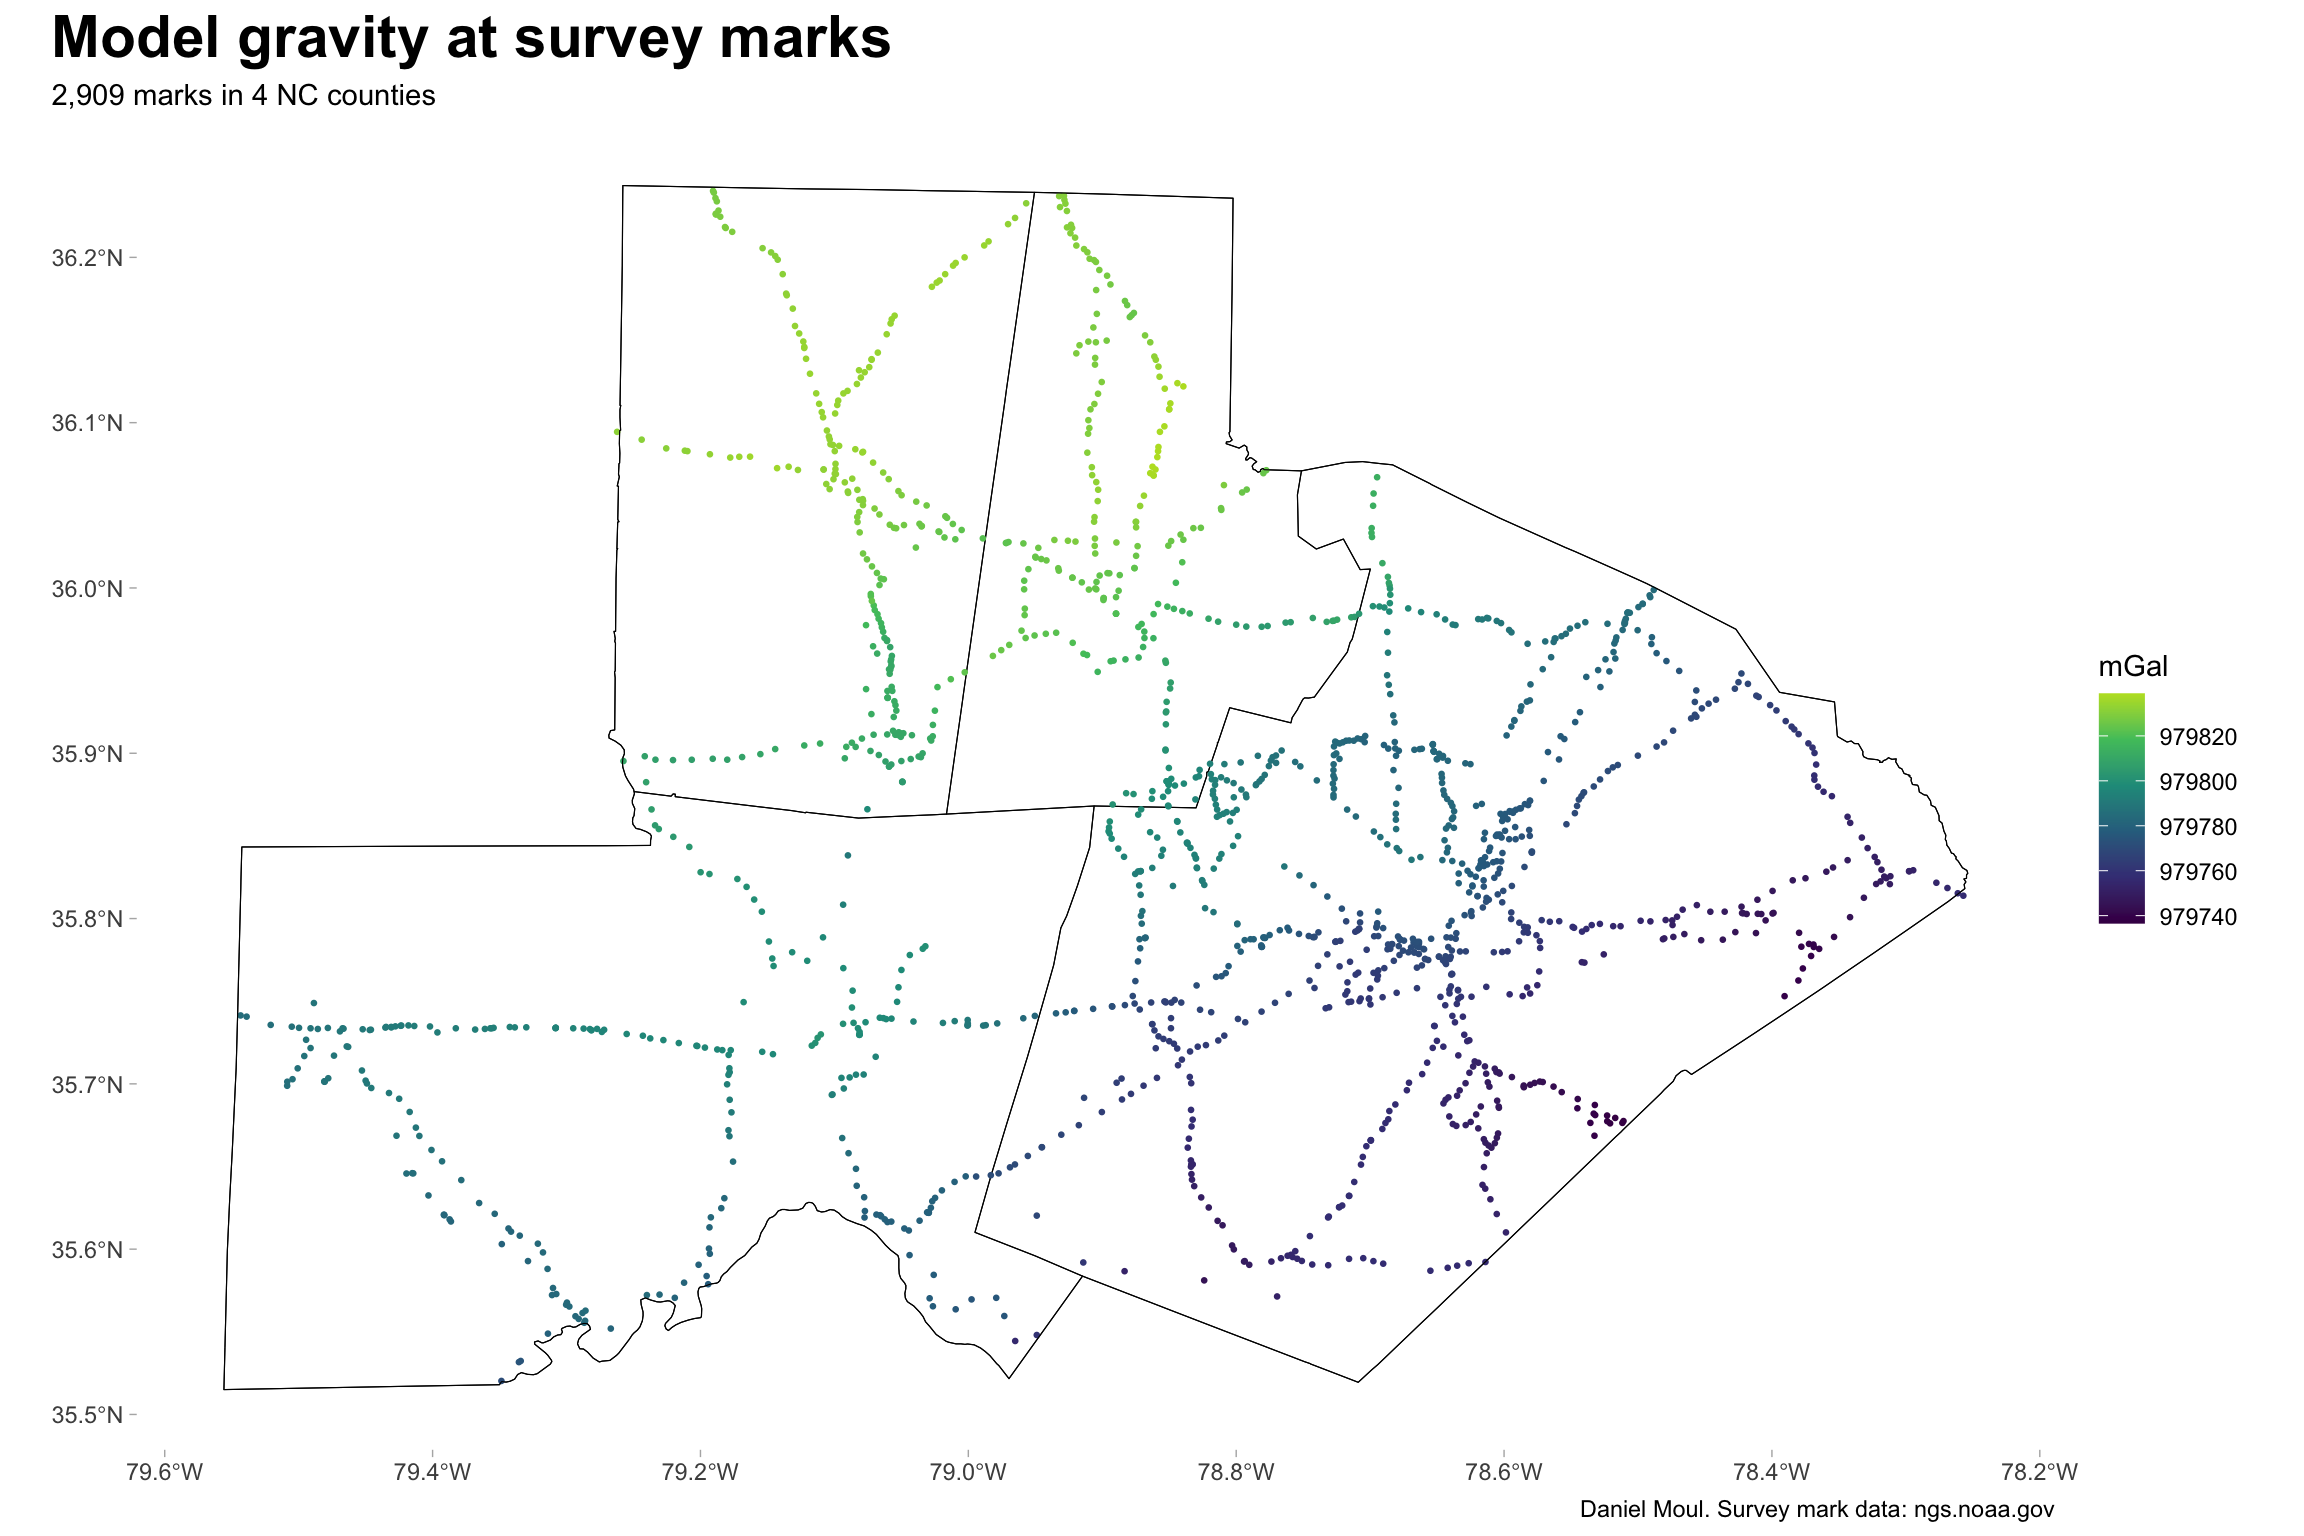 Model gravity at survey marks
2,909 marks in 4 NC counties
36.2°N
36.1°N
36.0°N
35.9°N
35.8°N
35.7°N
35.6°N
35.5°N
79.6°W
79.4°W
79.2°W
79.0°W
78.8°W
78.6°W
78.4°W
78.2°W
mGal
979820
979800
979780
979760
979740
Daniel Moul. Survey mark data: ngs.noaa.gov